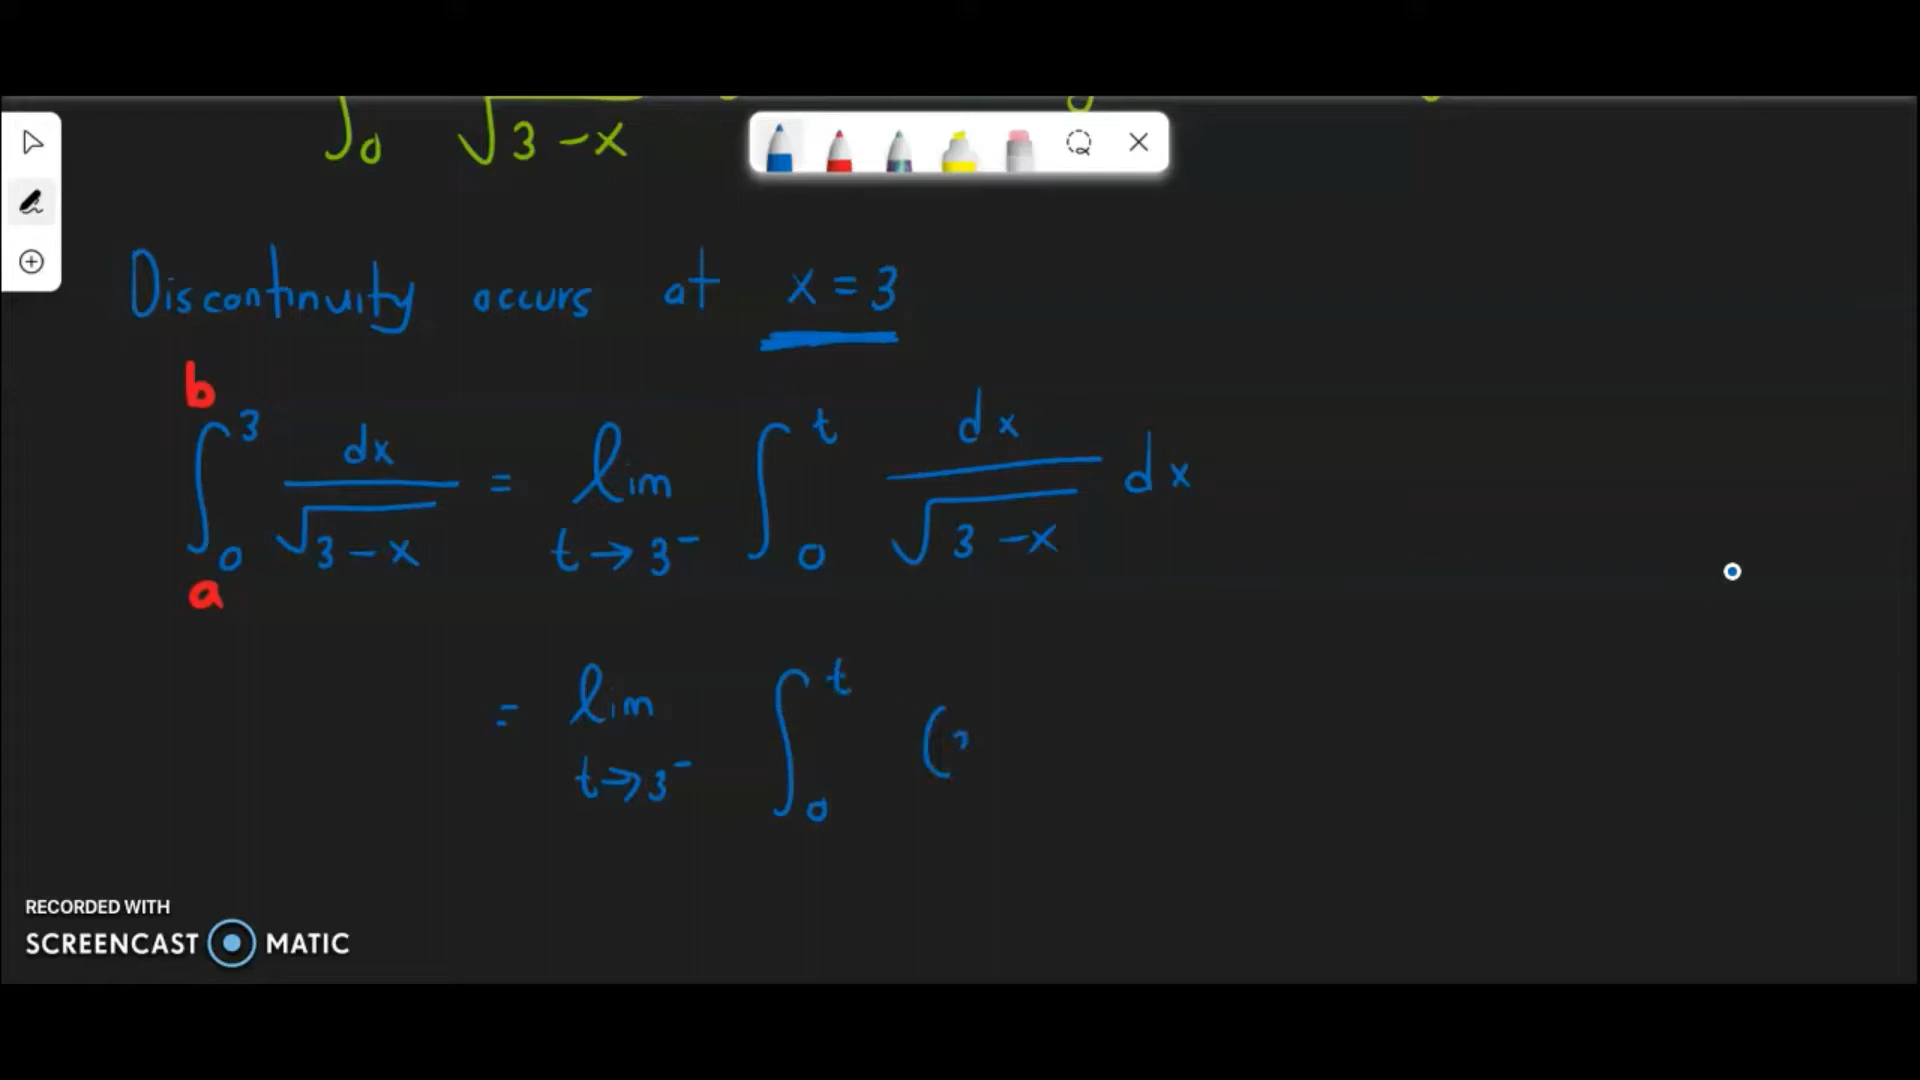 ∫₀ √3-x
Discontinuity occurs at x = 3
b
∫₀³ dx/√3-x = lim t→3⁻ ∫₀ᵗ dx/√3-x dx
a
= lim t→3⁻ ∫₀ᵗ (
RECORDED WITH
SCREENCAST MATIC